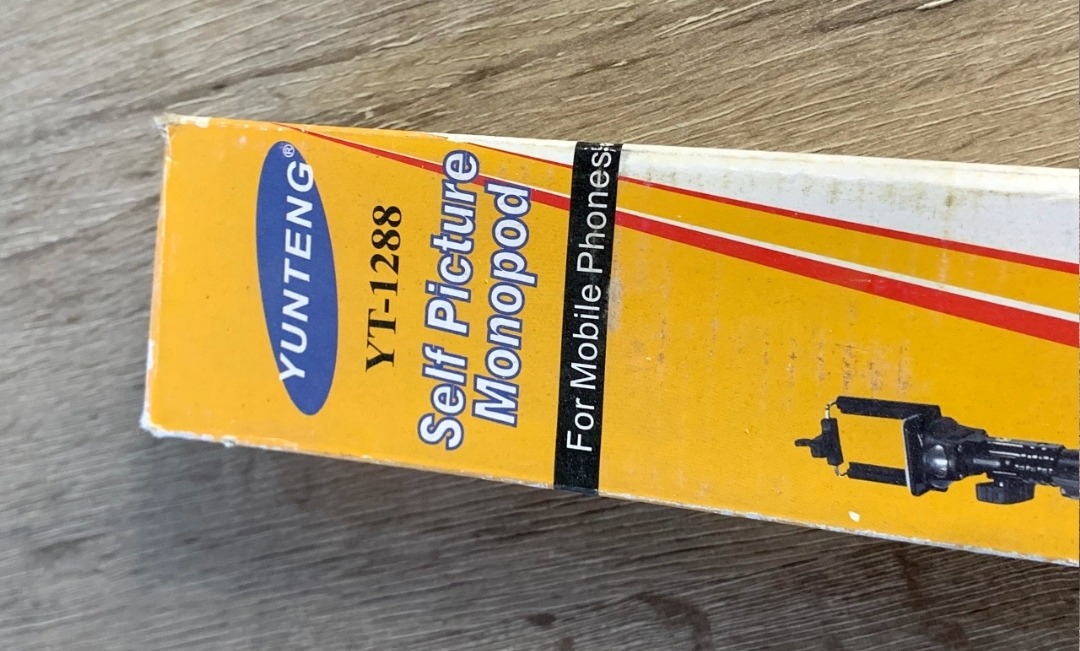 YUNTENG®
YT-1288
Self Picture
Monopod
For Mobile Phones